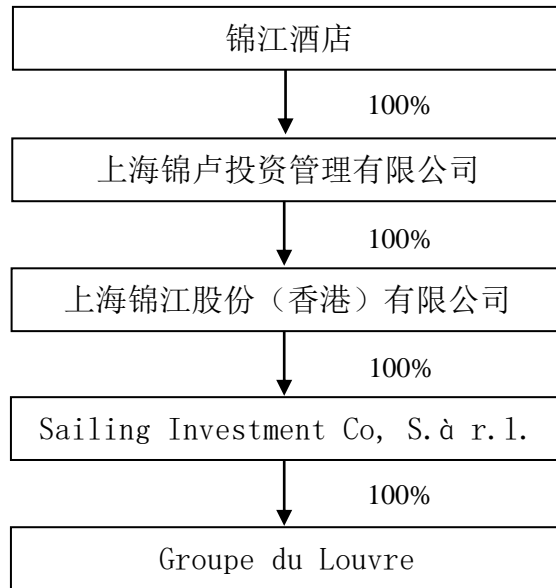 锦江酒店
100%
上海锦卢投资管理有限公司
100%
上海锦江股份（香港）有限公司
100%
Sailing Investment Co, S.à r.l.
100%
Groupe du Louvre